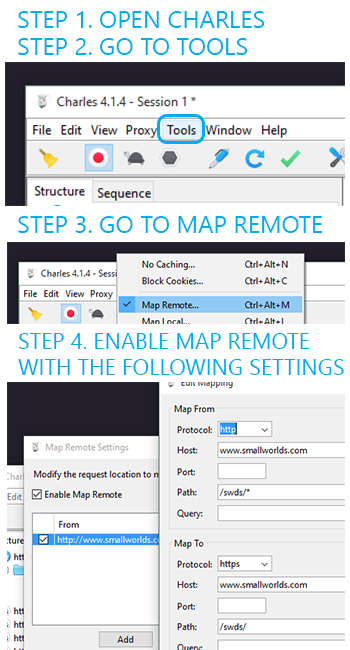 STEP 1. OPEN CHARLES
STEP 2. GO TO TOOLS
Charles 4.1.4 - Session 1 *
File Edit View Proxy Tools Window Help
Structure Sequence
STEP 3. GO TO MAP REMOTE
Charles 4.1.4 - Sessi
File Edit View Proxy
No Caching... Ctrl+Alt+N
Block Cookies... Ctrl+Alt+C
Map Remote... Ctrl+Alt+M
Map Local... Ctrl+Alt+L
STEP 4. ENABLE MAP REMOTE
WITH THE FOLLOWING SETTINGS
Edit Mapping
Map From
Protocol: http
Host: www.smallworlds.com
Port:
Path: /swds/*
Query:
Map To
Protocol: https
Host: www.smallworlds.com
Port:
Path: /swds/
Query:
Map Remote Settings
Modify the request location to m
Enable Map Remote
From
http://www.smallworlds.c
Add
Edit